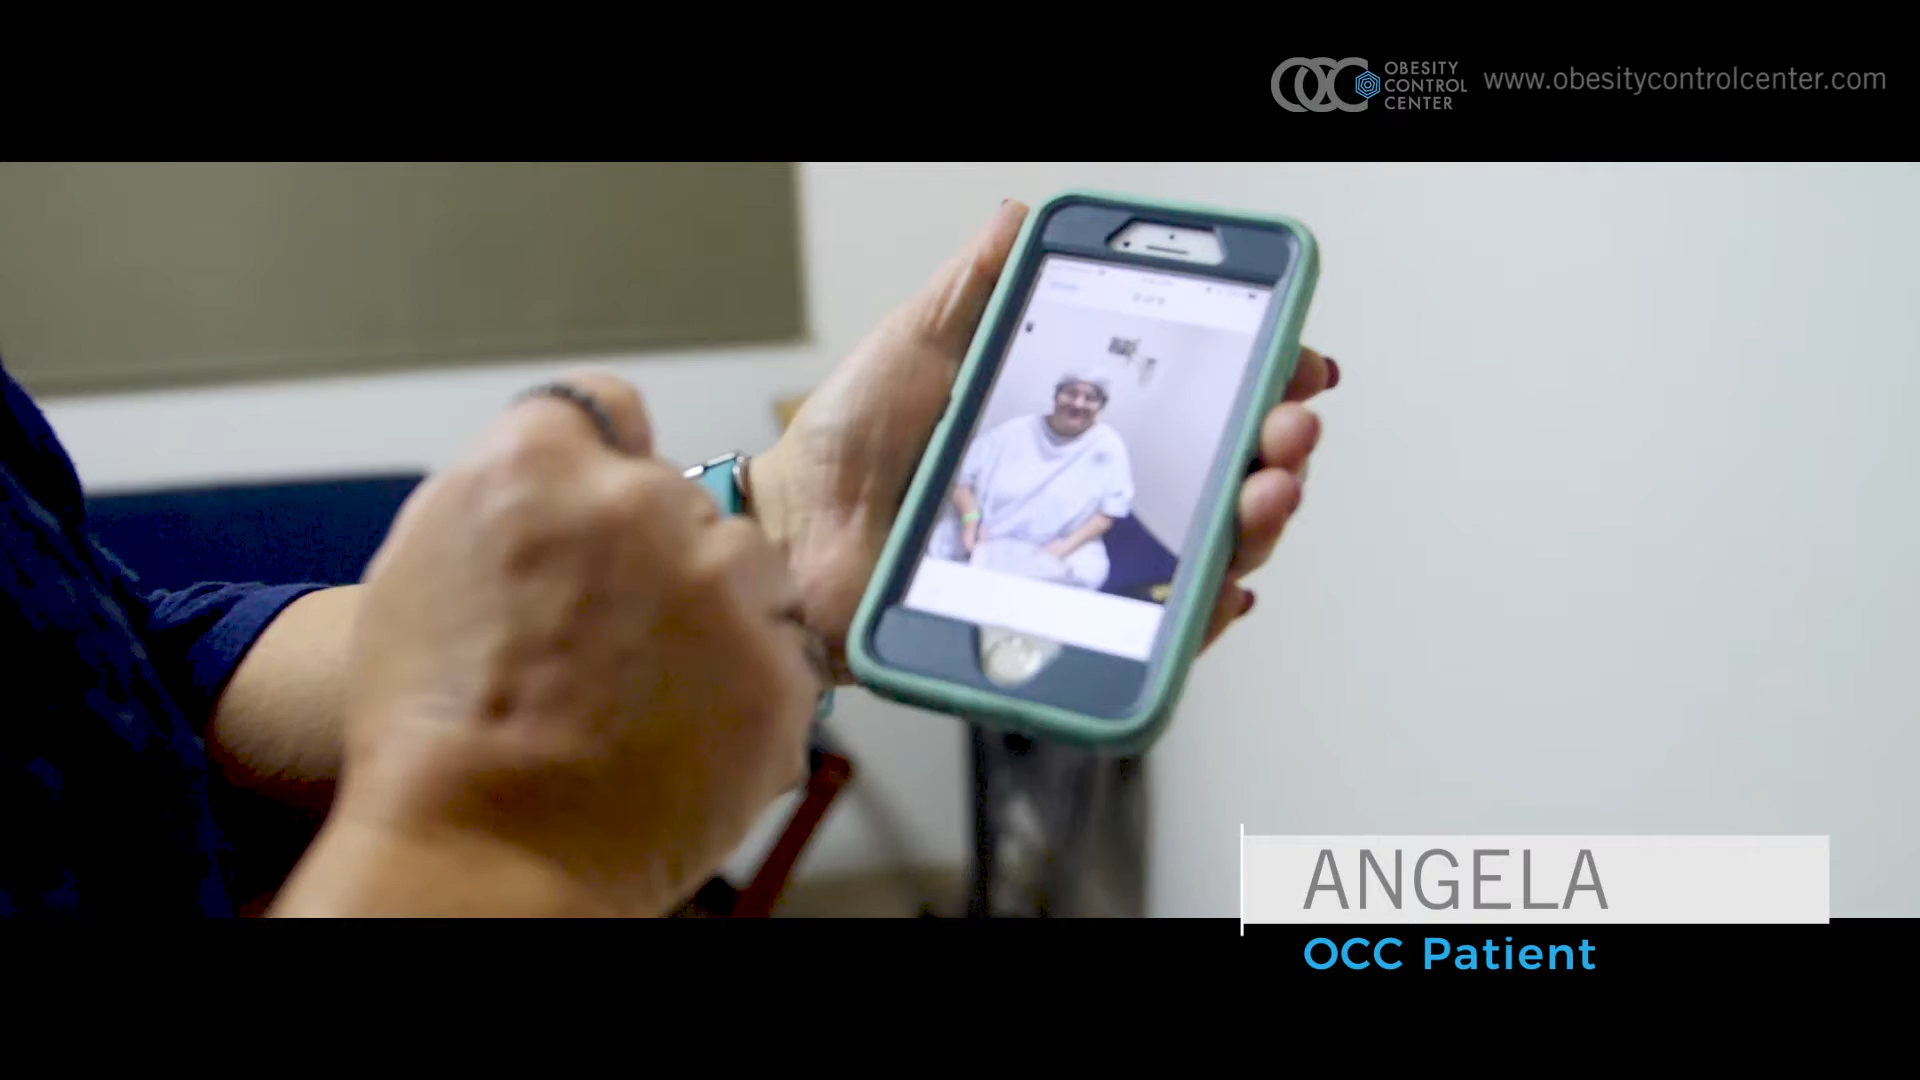 OCC OBESITY CONTROL CENTER www.obesitycontrolcenter.com
ANGELA
OCC Patient